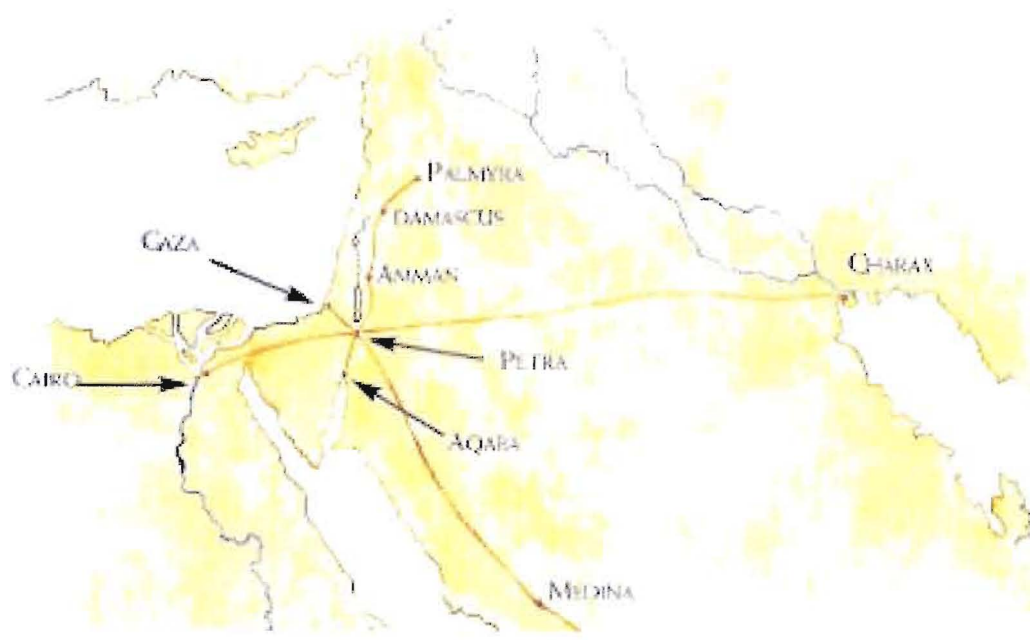 PALMYRA
DAMASCUS
GAZA
AMMAN
CHARAX
PETRA
CAIRO
AQABA
MEDINA